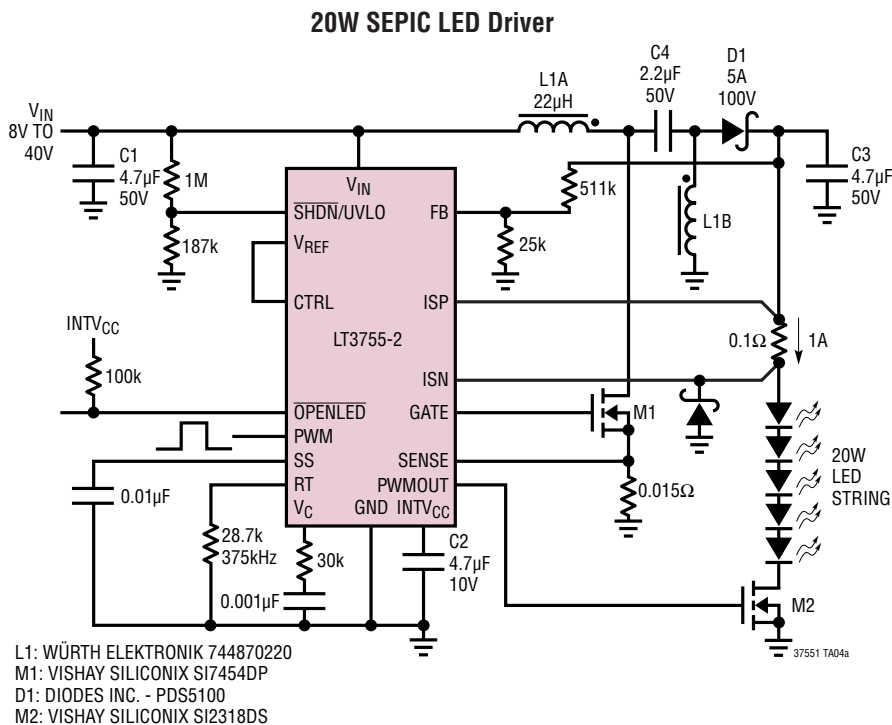 20W SEPIC LED Driver
VIN
8V TO
40V
C1
4.7µF
50V
1M
187k
L1A
22µH
C4
2.2µF
50V
D1
5A
100V
C3
4.7µF
50V
L1B
511k
25k
VIN
SHDN/UVLO
FB
VREF
CTRL
ISP
LT3755-2
ISN
OPENLED
GATE
PWM
SS
SENSE
RT
PWMOUT
VC
GND
INTVCC
INTVCC
100k
0.1Ω
1A
M1
0.015Ω
20W
LED
STRING
0.01µF
28.7k
375kHz
30k
0.001µF
C2
4.7µF
10V
M2
37551 TA04a
L1: WÜRTH ELEKTRONIK 744870220
M1: VISHAY SILICONIX SI7454DP
D1: DIODES INC. - PDS5100
M2: VISHAY SILICONIX SI2318DS